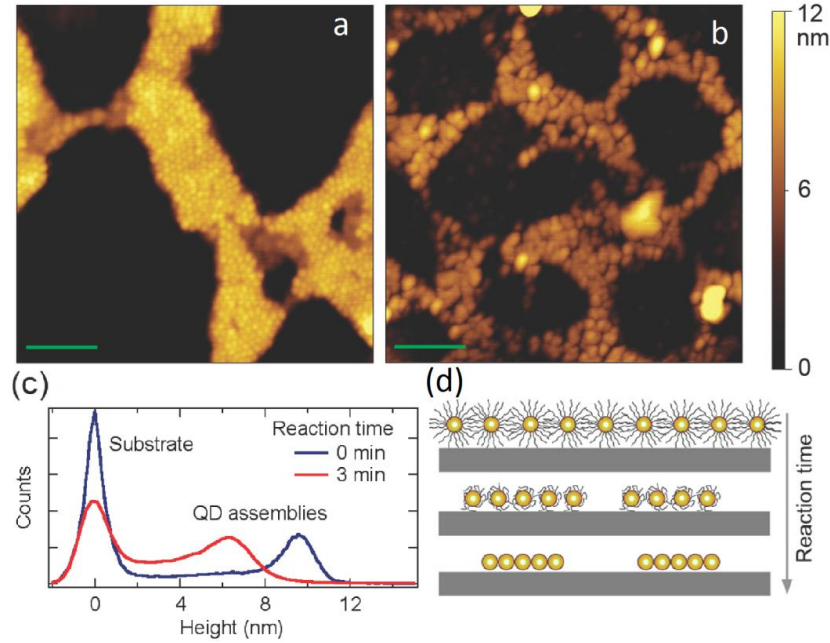 a
b
12
nm
6
0
(c)
(d)
Substrate
Reaction time
0 min
3 min
QD assemblies
Counts
0
4
8
12
Height (nm)
Reaction time